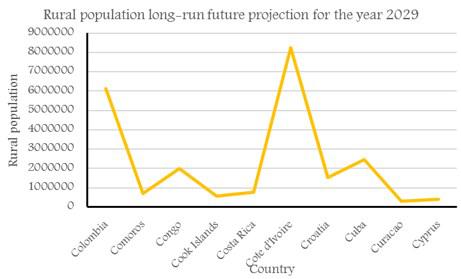 Rural population long-run future projection for the year 2029
9000000
8000000
7000000
6000000
5000000
4000000
3000000
2000000
1000000
0
Rural population
Colombia
Comoros
Congo
Cook Islands
Costa Rica
Cote d'Ivoire
Croatia
Cuba
Curacao
Cyprus
Country